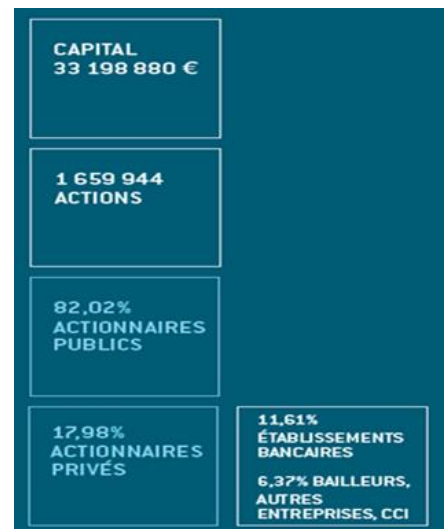 CAPITAL
33 198 880 €
1 659 944
ACTIONS
82,02%
ACTIONNAIRES
PUBLICS
17,98%
ACTIONNAIRES
PRIVÉS
11,61%
ÉTABLISSEMENTS
BANCAIRES
6,37% BAILLEURS,
AUTRES
ENTREPRISES, CCI